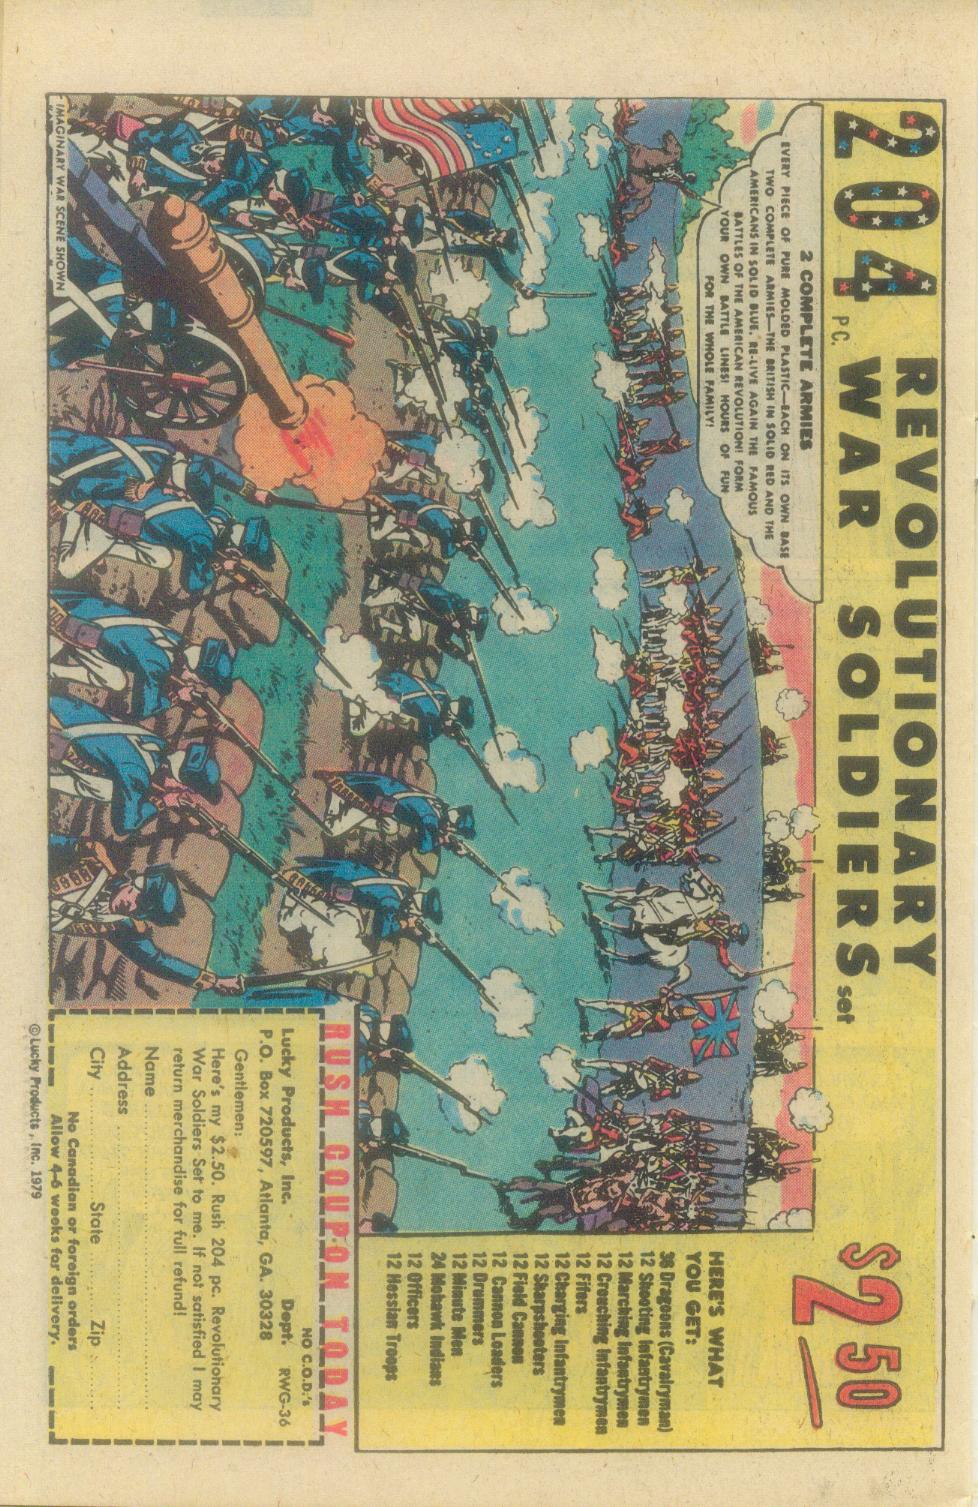 204 REVOLUTIONARY
PC. WAR SOLDIERS set
$2.50
2 COMPLETE ARMIES
EVERY PIECE OF PURE MOLDED PLASTIC—EACH ON ITS OWN BASE
TWO COMPLETE ARMIES—THE BRITISH IN SOLID RED AND THE
AMERICANS IN SOLID BLUE. RE-LIVE AGAIN THE FAMOUS
BATTLES OF THE AMERICAN REVOLUTION! FORM
YOUR OWN BATTLE LINES! HOURS OF FUN
FOR THE WHOLE FAMILY!
HERE'S WHAT
YOU GET:
36 Dragoons (Cavalryman)
12 Shooting Infantrymen
12 Marching Infantrymen
12 Crouching Infantrymen
12 Fifers
12 Charging Infantrymen
12 Sharpshooters
12 Field Cannon
12 Cannon Loaders
12 Drummers
12 Minute Men
24 Mohawk Indians
12 Officers
12 Hessian Troops
IMAGINARY WAR SCENE SHOWN
RUSH COUPON TODAY
NO C.O.D.'s
Lucky Products, Inc. Dept. RWG-36
P.O. Box 720597, Atlanta, GA. 30328
Gentlemen:
Here's my $2.50. Rush 204 pc. Revolutionary
War Soldiers Set to me. If not satisfied I may
return merchandise for full refund!
Name
Address
City State Zip
No Canadian or foreign orders
Allow 4-6 weeks for delivery.
© Lucky Products, Inc. 1979